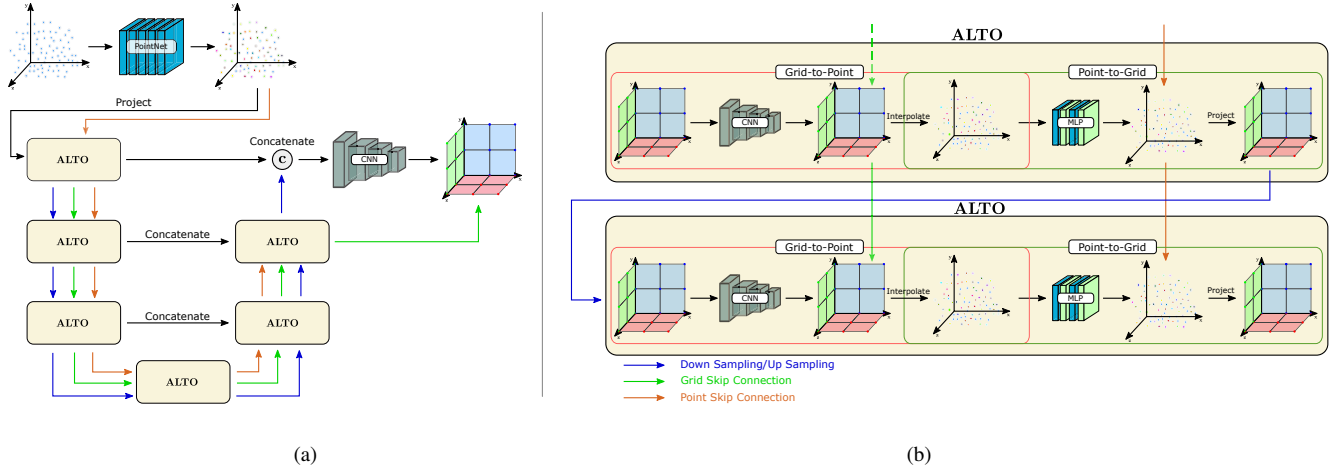 z
y
x
PointNet
z
y
x
Project
ALTO
Concatenate
C
CNN
z
y
x
ALTO
Concatenate
ALTO
ALTO
Concatenate
ALTO
ALTO
(a)
ALTO
Grid-to-Point
Point-to-Grid
CNN
Interpolate
MLP
Project
ALTO
Grid-to-Point
Point-to-Grid
CNN
Interpolate
MLP
Project
Down Sampling/Up Sampling
Grid Skip Connection
Point Skip Connection
(b)